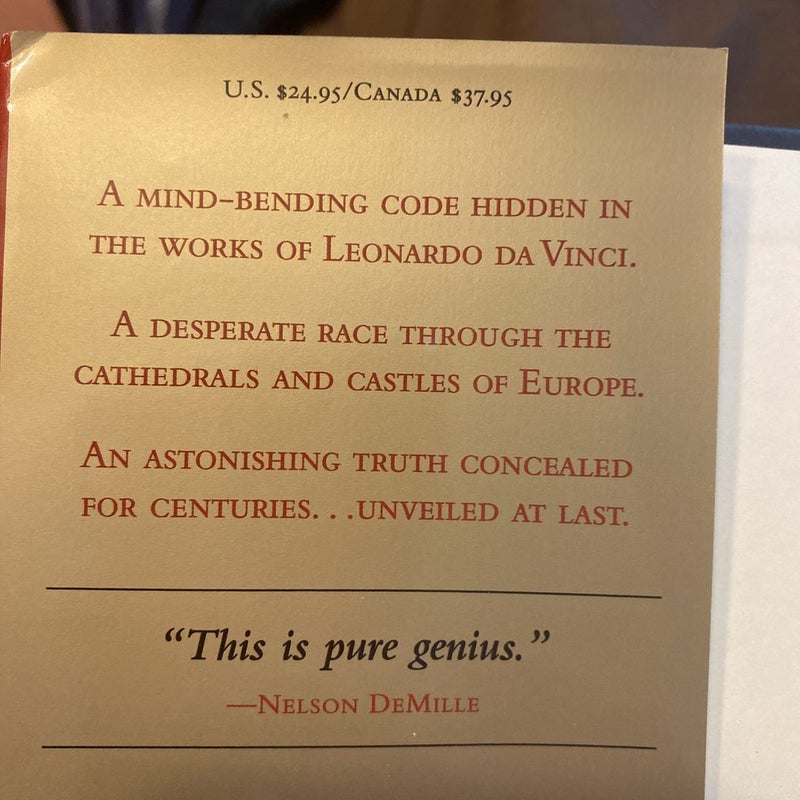 U.S. $24.95/CANADA $37.95
A MIND-BENDING CODE HIDDEN IN
THE WORKS OF LEONARDO DA VINCI.
A DESPERATE RACE THROUGH THE
CATHEDRALS AND CASTLES OF EUROPE.
AN ASTONISHING TRUTH CONCEALED
FOR CENTURIES. . .UNVEILED AT LAST.
“This is pure genius.”
—NELSON DEMILLE